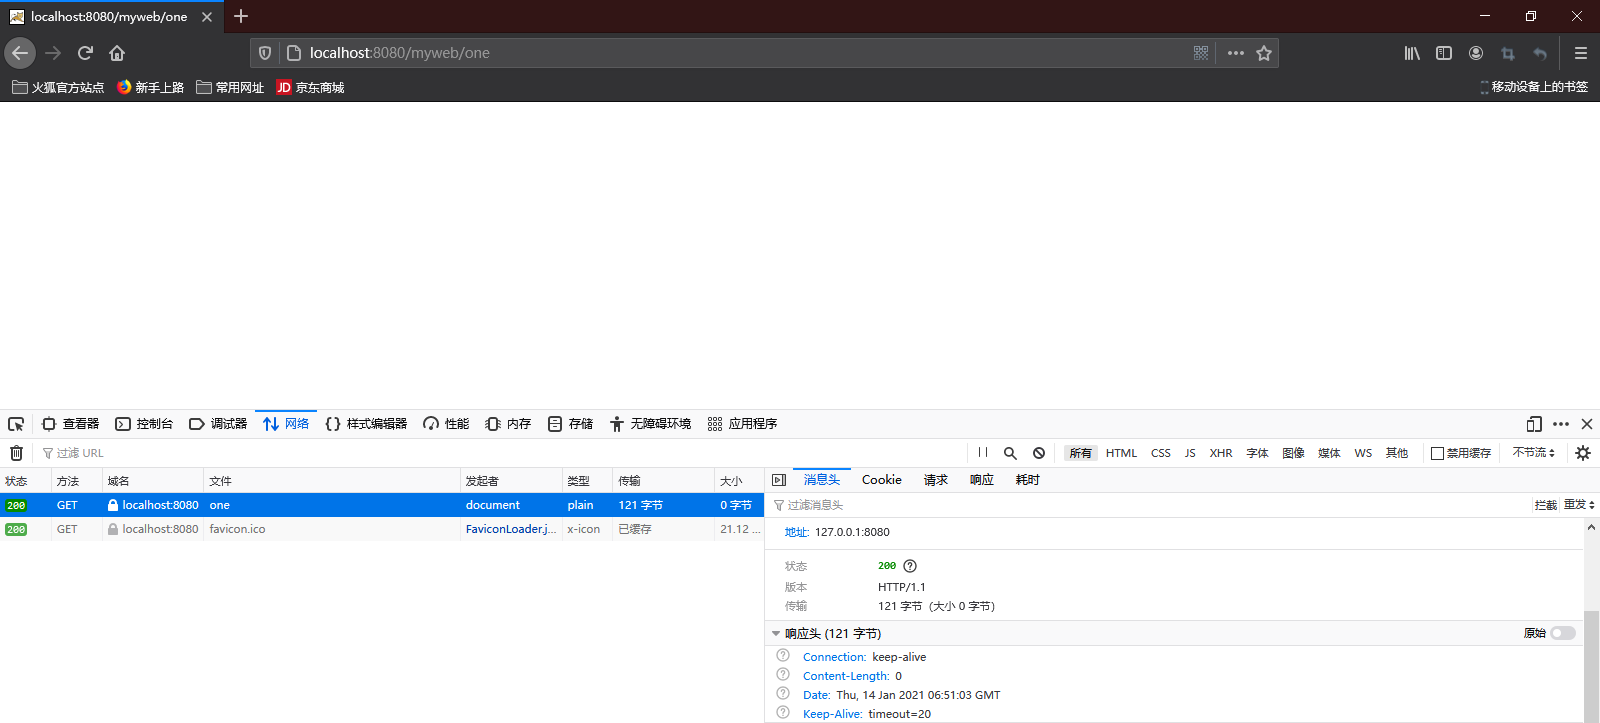 localhost:8080/myweb/one
localhost:8080/myweb/one
火狐官方站点 新手上路 常用网址 JD 京东商城 移动设备上的书签
查看器 控制台 调试器 网络 样式编辑器 性能 内存 存储 无障碍环境 应用程序
过滤 URL 所有 HTML CSS JS XHR 字体 图像 媒体 WS 其他 禁用缓存 不节流
状态 方法 域名 文件 发起者 类型 传输 大小
200 GET localhost:8080 one document plain 121 字节 0 字节
200 GET localhost:8080 favicon.ico FaviconLoader.j... x-icon 已缓存 21.12 ...
消息头 Cookie 请求 响应 耗时
过滤消息头 拦截 重发
地址: 127.0.0.1:8080
状态 200
版本 HTTP/1.1
传输 121 字节（大小 0 字节）
响应头 (121 字节) 原始
Connection: keep-alive
Content-Length: 0
Date: Thu, 14 Jan 2021 06:51:03 GMT
Keep-Alive: timeout=20